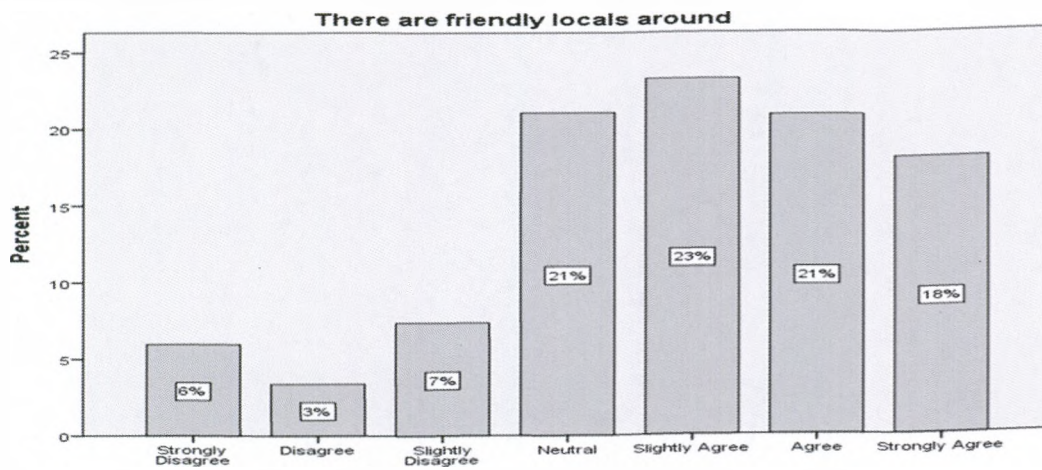 There are friendly locals around
Percent
25
20
15
10
5
0
6%
3%
7%
21%
23%
21%
18%
Strongly
Disagree
Disagree
Slightly
Disagree
Neutral
Slightly Agree
Agree
Strongly Agree